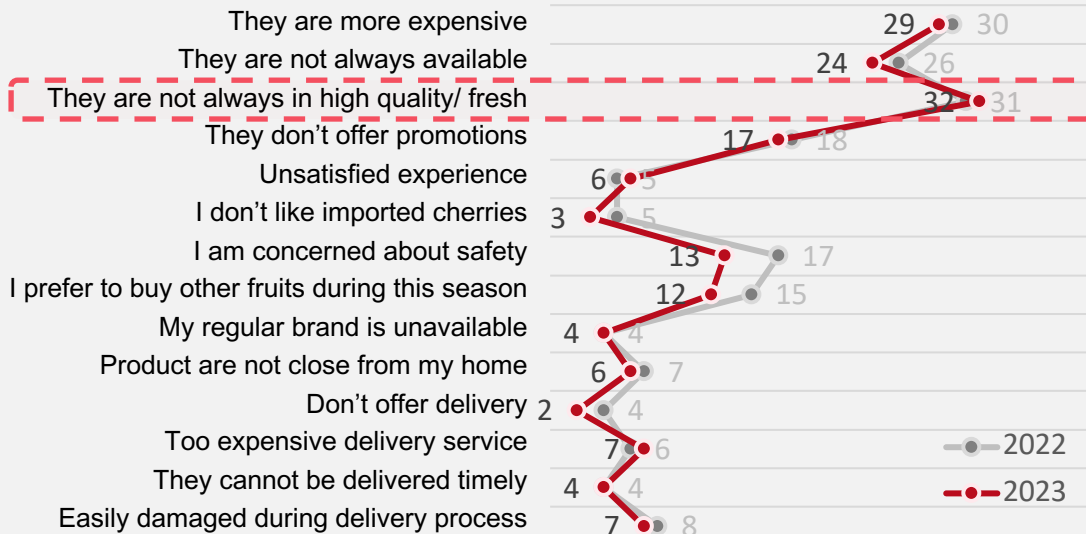 They are more expensive 29 30
They are not always available 24 26
They are not always in high quality/ fresh 32 31
They don't offer promotions 17 18
Unsatisfied experience 6 5
I don't like imported cherries 3 5
I am concerned about safety 13 17
I prefer to buy other fruits during this season 12 15
My regular brand is unavailable 4 4
Product are not close from my home 6 7
Don't offer delivery 2 4
Too expensive delivery service 7 6
2022
They cannot be delivered timely 4 4
2023
Easily damaged during delivery process 7 8